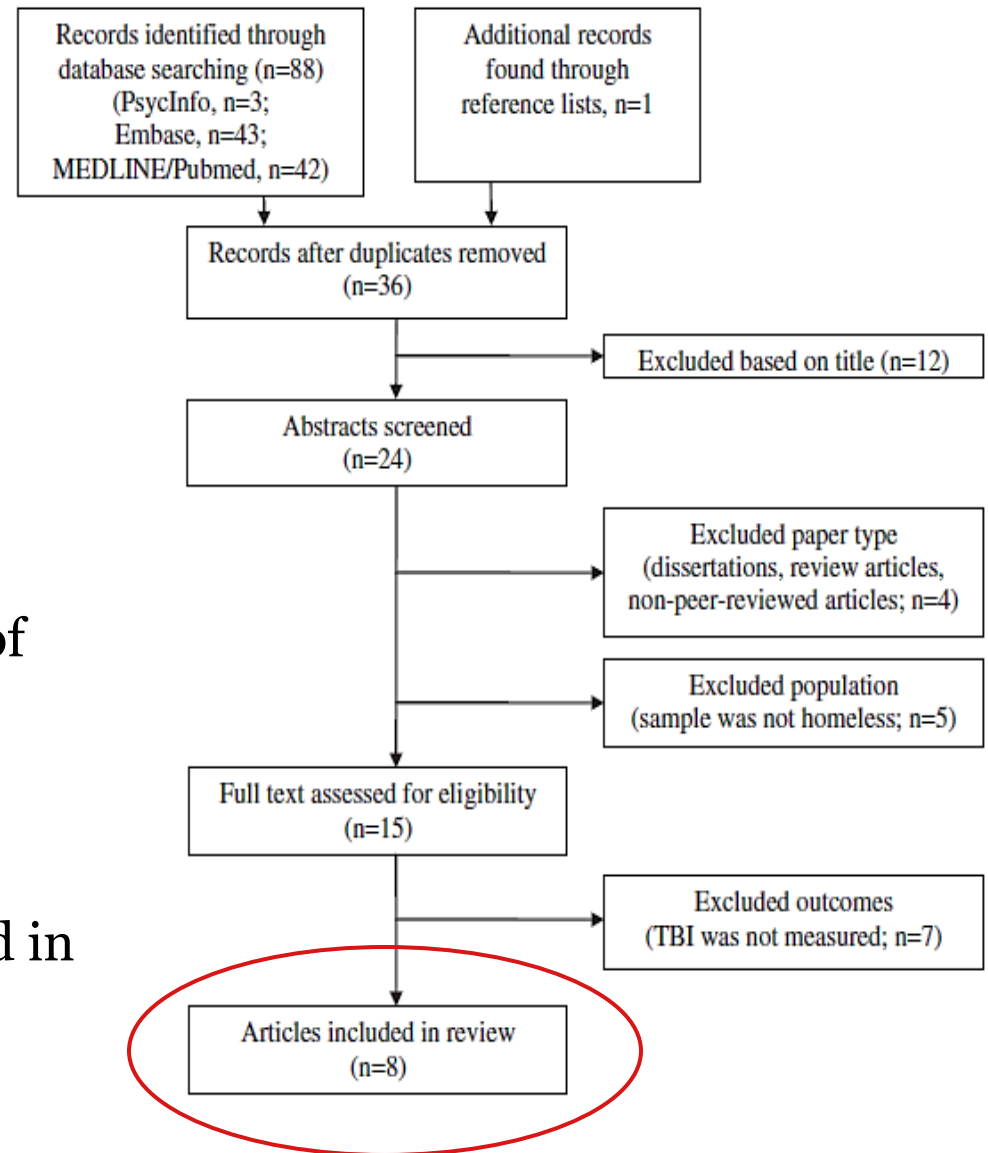 Records identified through
database searching (n=88)
(PsycInfo, n=3;
Embase, n=43;
MEDLINE/Pubmed, n=42)
Additional records
found through
reference lists, n=1
Records after duplicates removed
(n=36)
Excluded based on title (n=12)
Abstracts screened
(n=24)
Excluded paper type
(dissertations, review articles,
non-peer-reviewed articles; n=4)
of
Excluded population
(sample was not homeless; n=5)
Full text assessed for eligibility
(n=15)
Excluded outcomes
(TBI was not measured; n=7)
d in
Articles included in review
(n=8)